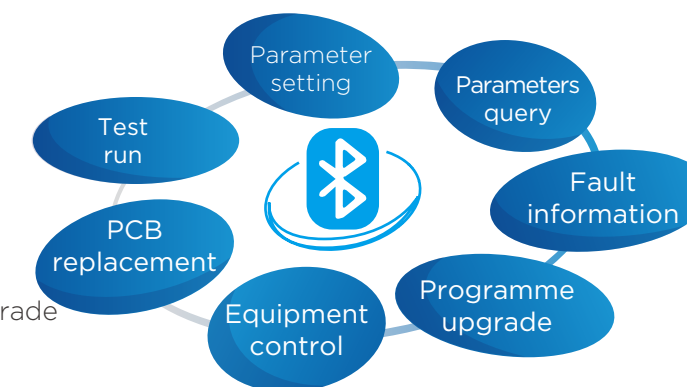 Parameter
setting
Parameters
query
Test
run
Fault
information
PCB
replacement
Programme
upgrade
rade
Equipment
control